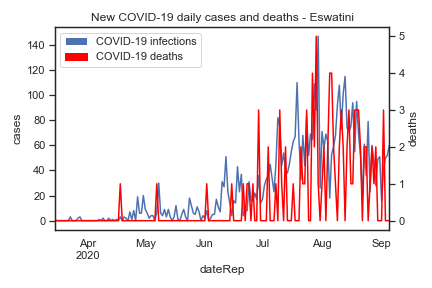 New COVID-19 daily cases and deaths - Eswatini
COVID-19 infections
COVID-19 deaths
140
120
100
80
60
40
20
0
cases
5
4
3
2
1
0
deaths
Apr
2020
May
Jun
Jul
Aug
Sep
dateRep